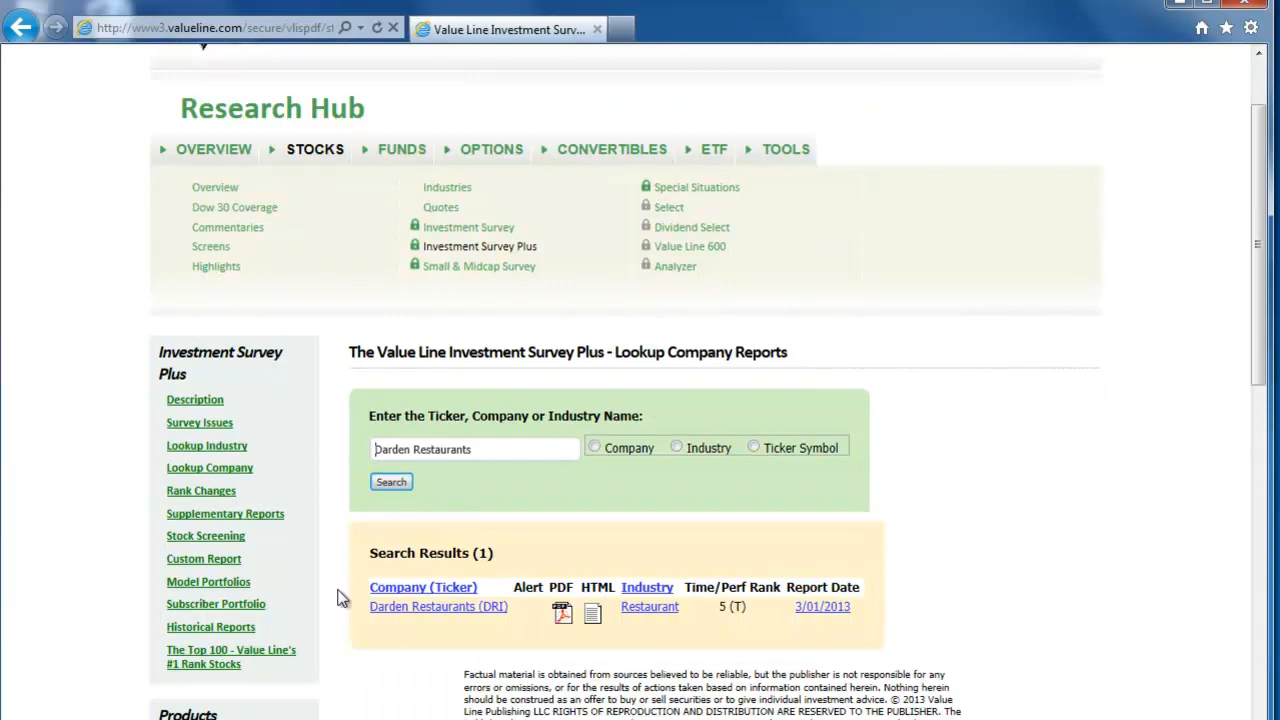 http://www3.valueline.com/secure/vlispdf/st
Value Line Investment Surv...
Research Hub
OVERVIEW STOCKS FUNDS OPTIONS CONVERTIBLES ETF TOOLS
Overview Industries Special Situations
Dow 30 Coverage Quotes Select
Commentaries Investment Survey Dividend Select
Screens Investment Survey Plus Value Line 600
Highlights Small & Midcap Survey Analyzer
Investment Survey
Plus
Description
Survey Issues
Lookup Industry
Lookup Company
Rank Changes
Supplementary Reports
Stock Screening
Custom Report
Model Portfolios
Subscriber Portfolio
Historical Reports
The Top 100 - Value Line's
#1 Rank Stocks
Products
The Value Line Investment Survey Plus - Lookup Company Reports
Enter the Ticker, Company or Industry Name:
Darden Restaurants Company Industry Ticker Symbol
Search
Search Results (1)
Company (Ticker) Alert PDF HTML Industry Time/Perf Rank Report Date
Darden Restaurants (DRI) Restaurant 5 (T) 3/01/2013
Factual material is obtained from sources believed to be reliable, but the publisher is not responsible for any
errors or omissions, or for the results of actions taken based on information contained herein. Nothing herein
should be construed as an offer to buy or sell securities or to give individual investment advice. © 2013 Value
Line Publishing LLC RIGHTS OF REPRODUCTION AND DISTRIBUTION ARE RESERVED TO THE PUBLISHER. The